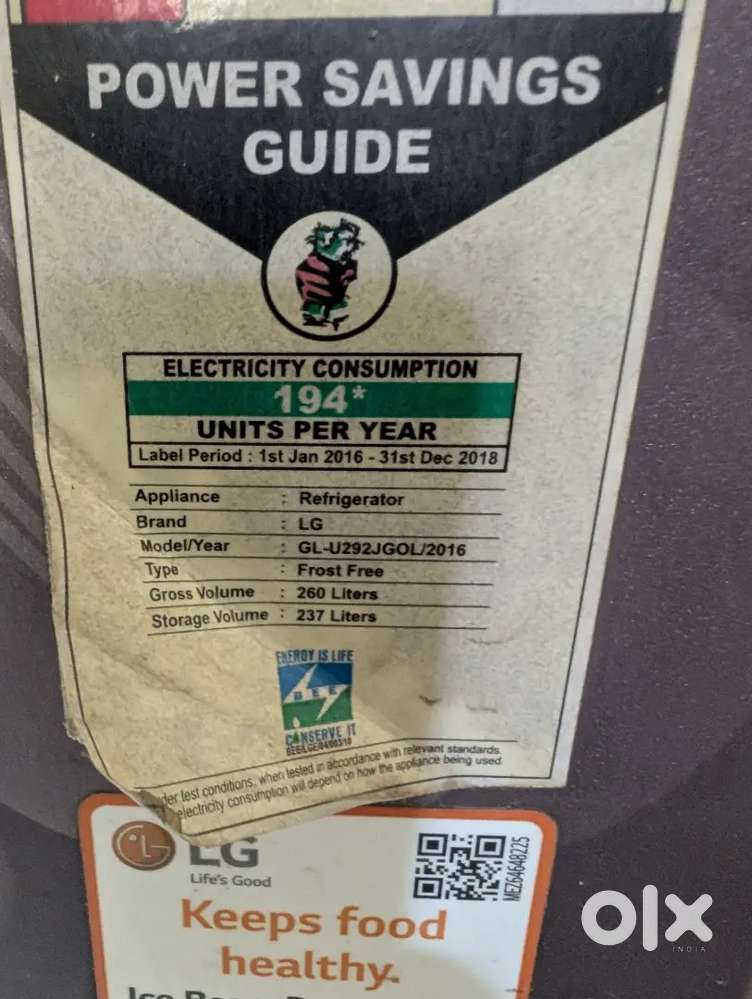 POWER SAVINGS
GUIDE
ELECTRICITY CONSUMPTION
194*
UNITS PER YEAR
Label Period : 1st Jan 2016 - 31st Dec 2018
Appliance : Refrigerator
Brand : LG
Model/Year : GL-U292JGOL/2016
Type : Frost Free
Gross Volume : 260 Liters
Storage Volume : 237 Liters
ENERGY IS LIFE
BEE
CONSERVE IT
test conditions, when tested in accordance with relevant standards.
electricity consumption will depend on how the appliance being used.
LG
Life's Good
MEZ64648225
Keeps food
healthy.
olx
INDIA